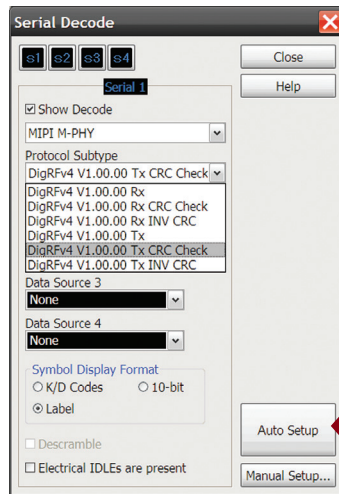 Serial Decode
s1 s2 s3 s4
Close
Serial 1
Help
Show Decode
MIPI M-PHY
Protocol Subtype
DigRFv4 V1.00.00 Tx CRC Check
DigRFv4 V1.00.00 Rx
DigRFv4 V1.00.00 Rx CRC Check
DigRFv4 V1.00.00 Rx INV CRC
DigRFv4 V1.00.00 Tx
DigRFv4 V1.00.00 Tx CRC Check
DigRFv4 V1.00.00 Tx INV CRC
Data Source 3
None
Data Source 4
None
Symbol Display Format
K/D Codes 10-bit
Label
Auto Setup
Descramble
Electrical IDLEs are present
Manual Setup...